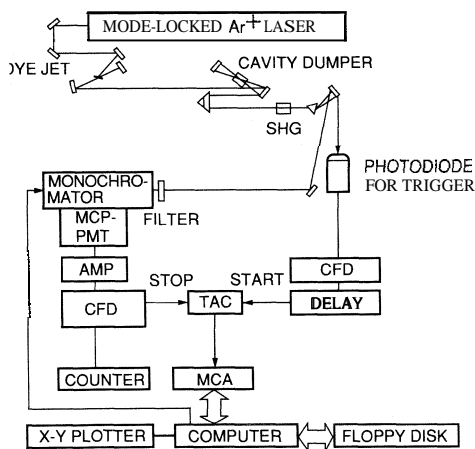 MODE-LOCKED Ar+ LASER
DYE JET
CAVITY DUMPER
SHG
PHOTODIODE
FOR TRIGGER
MONOCHRO-
MATOR
FILTER
MCP-
PMT
AMP
STOP
START
CFD
CFD
TAC
DELAY
COUNTER
MCA
X-Y PLOTTER
COMPUTER
FLOPPY DISK